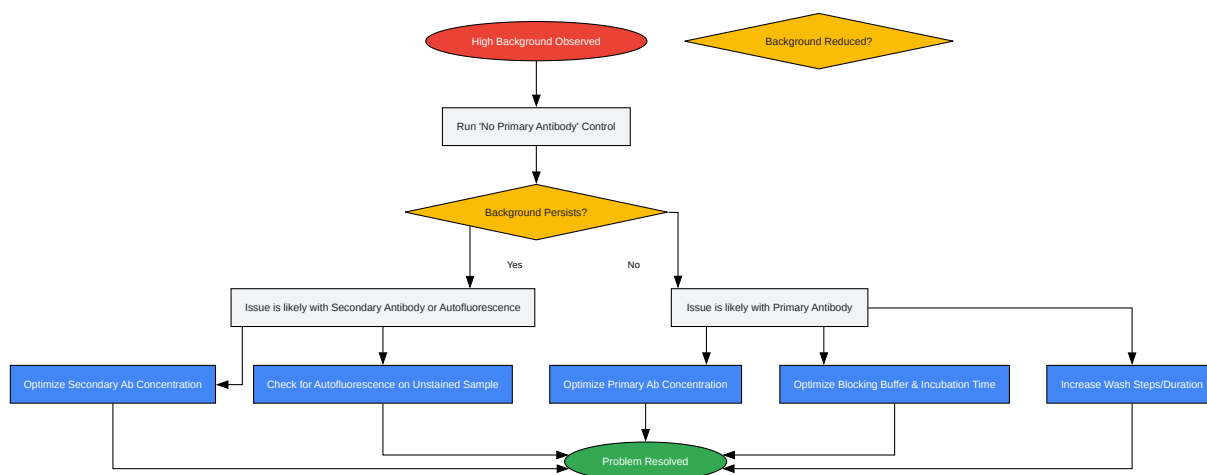 High Background Observed
Background Reduced?
Run 'No Primary Antibody' Control
Background Persists?
Yes
No
Issue is likely with Secondary Antibody or Autofluorescence
Issue is likely with Primary Antibody
Optimize Secondary Ab Concentration
Check for Autofluorescence on Unstained Sample
Optimize Primary Ab Concentration
Optimize Blocking Buffer & Incubation Time
Increase Wash Steps/Duration
Problem Resolved